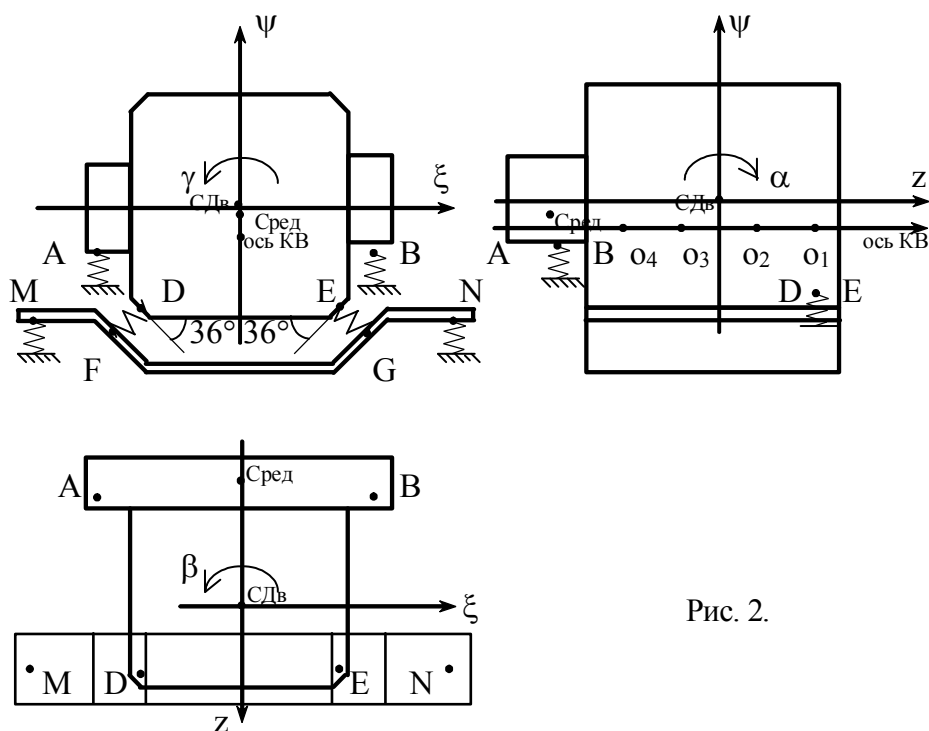 ψ
γ
ξ
СДв
Сред
ось КВ
A
B
M
D
E
N
36° 36°
F
G
ψ
α
z
СДв
Сред
ось КВ
A
B
o4
o3
o2
o1
D
E
A
Сред
B
β
СДв
ξ
M
D
E
N
z
Рис. 2.